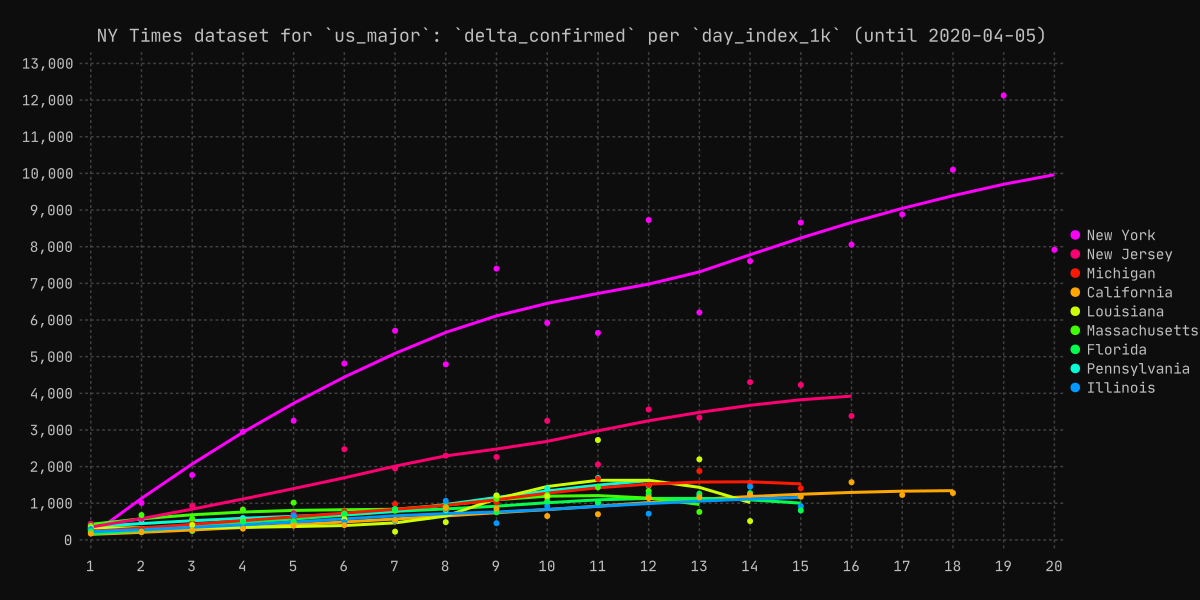 NY Times dataset for `us_major`: `delta_confirmed` per `day_index_1k` (until 2020-04-05)
13,000
12,000
11,000
10,000
9,000
8,000
7,000
6,000
5,000
4,000
3,000
2,000
1,000
0
1 2 3 4 5 6 7 8 9 10 11 12 13 14 15 16 17 18 19 20
New York
New Jersey
Michigan
California
Louisiana
Massachusetts
Florida
Pennsylvania
Illinois